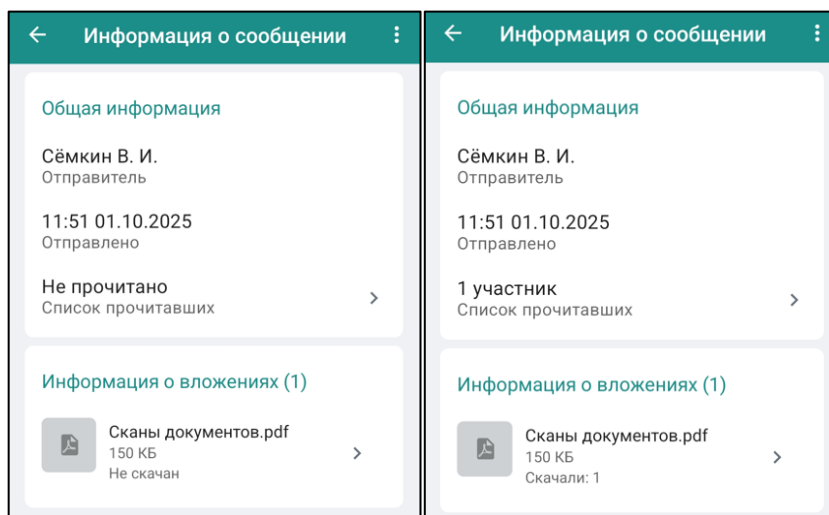 Информация о сообщении
Общая информация
Сёмкин В. И.
Отправитель
11:51 01.10.2025
Отправлено
Не прочитано
Список прочитавших
Информация о вложениях (1)
Сканы документов.pdf
150 КБ
Не скачан
Информация о сообщении
Общая информация
Сёмкин В. И.
Отправитель
11:51 01.10.2025
Отправлено
1 участник
Список прочитавших
Информация о вложениях (1)
Сканы документов.pdf
150 КБ
Скачали: 1